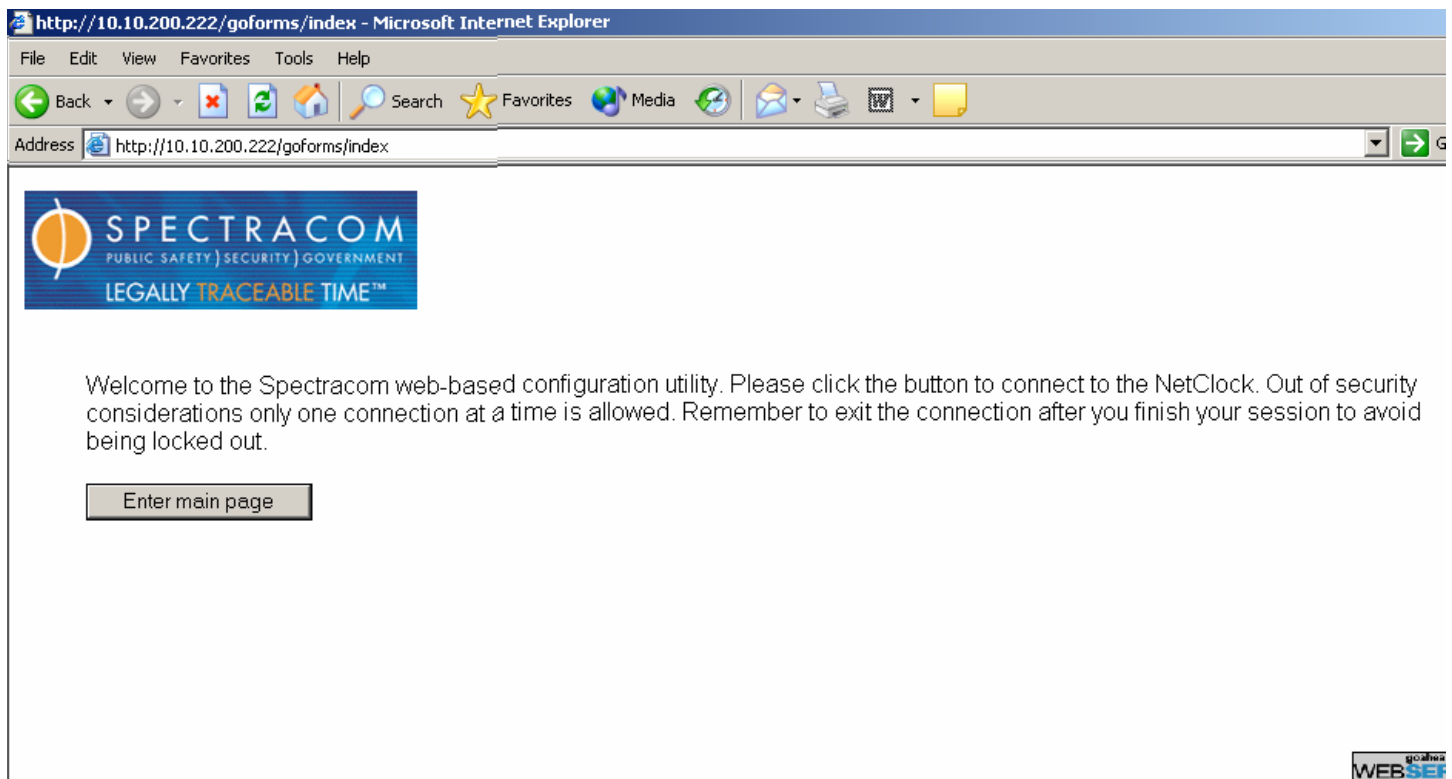 http://10.10.200.222/goforms/index - Microsoft Internet Explorer
File Edit View Favorites Tools Help
Back Search Favorites Media
Address http://10.10.200.222/goforms/index
SPECTRACOM
PUBLIC SAFETY ) SECURITY ) GOVERNMENT
LEGALLY TRACEABLE TIME™
Welcome to the Spectracom web-based configuration utility. Please click the button to connect to the NetClock. Out of security
considerations only one connection at a time is allowed. Remember to exit the connection after you finish your session to avoid
being locked out.
Enter main page